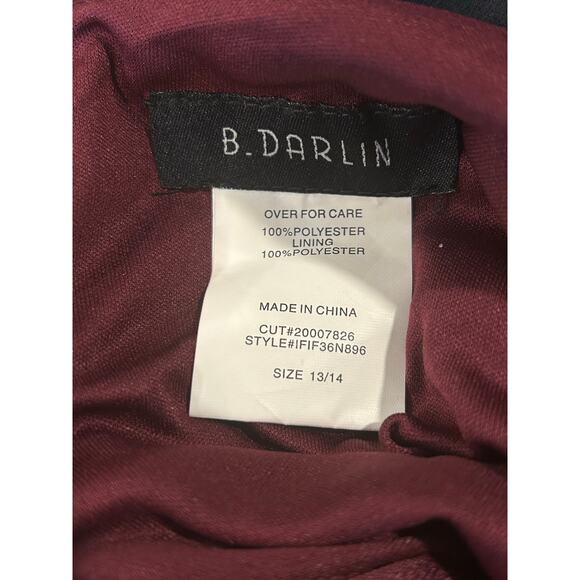 B. DARLIN
OVER FOR CARE
100%POLYESTER
LINING
100%POLYESTER
MADE IN CHINA
CUT#20007826
STYLE#IFIF36N896
SIZE 13/14